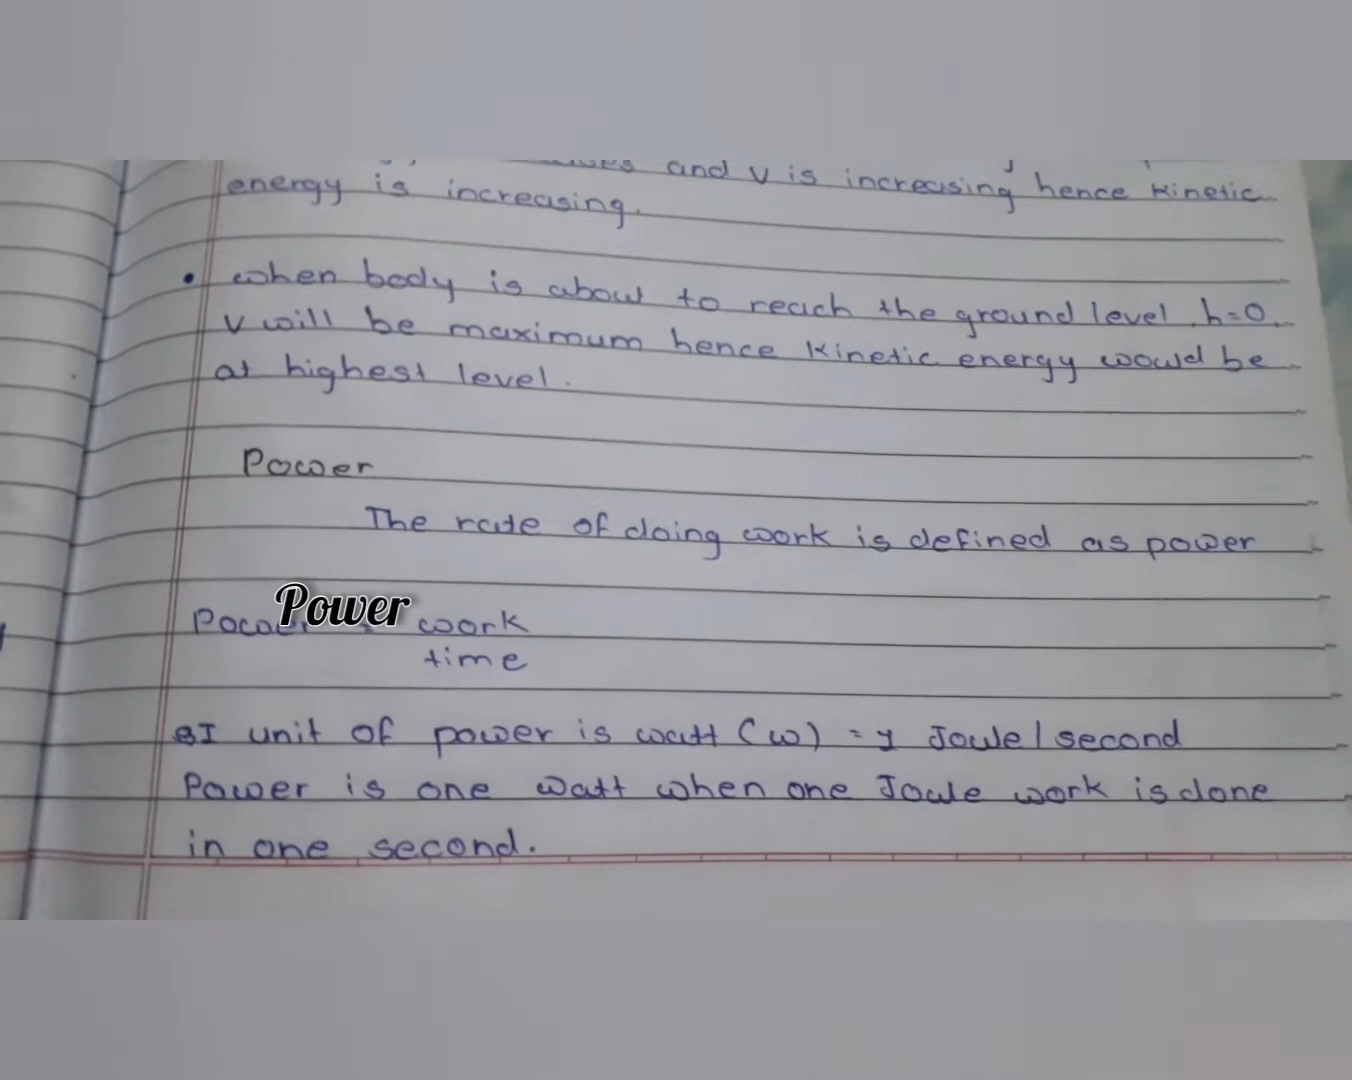 and v is increasing hence kinetic
energy is increasing.
• when body is about to reach the ground level h=0.
v will be maximum hence kinetic energy would be
at highest level.
Power
The rate of doing work is defined as power
Power
work
time
SI unit of power is watt (w) = 1 Joule/second
Power is one watt when one Joule work is done
in one second.